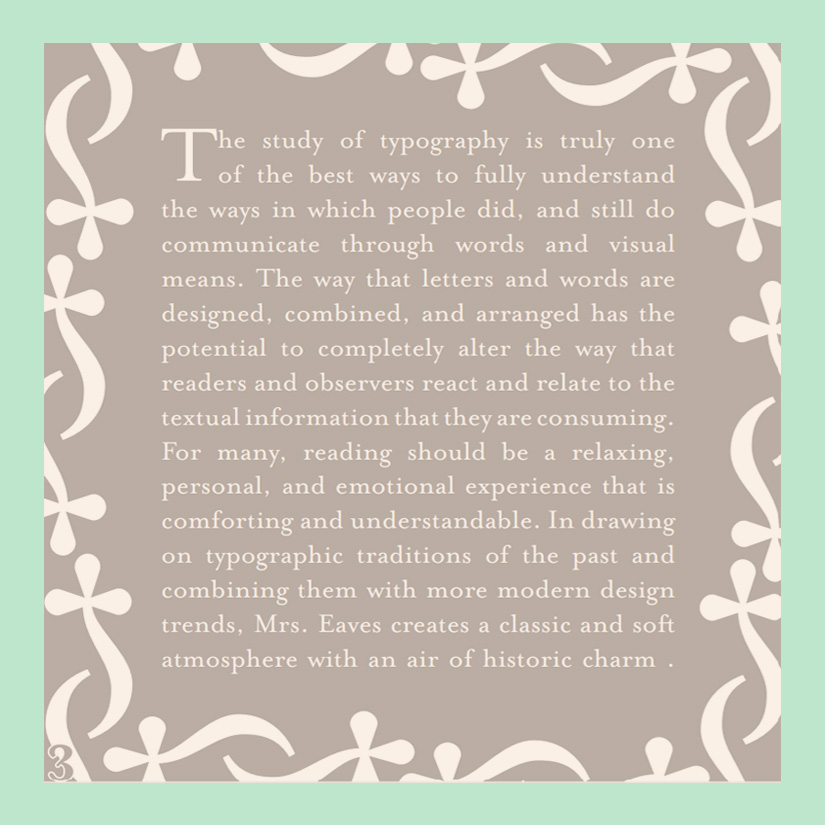 The study of typography is truly one
of the best ways to fully understand
the ways in which people did, and still do
communicate through words and visual
means. The way that letters and words are
designed, combined, and arranged has the
potential to completely alter the way that
readers and observers react and relate to the
textual information that they are consuming.
For many, reading should be a relaxing,
personal, and emotional experience that is
comforting and understandable. In drawing
on typographic traditions of the past and
combining them with more modern design
trends, Mrs. Eaves creates a classic and soft
atmosphere with an air of historic charm .
3